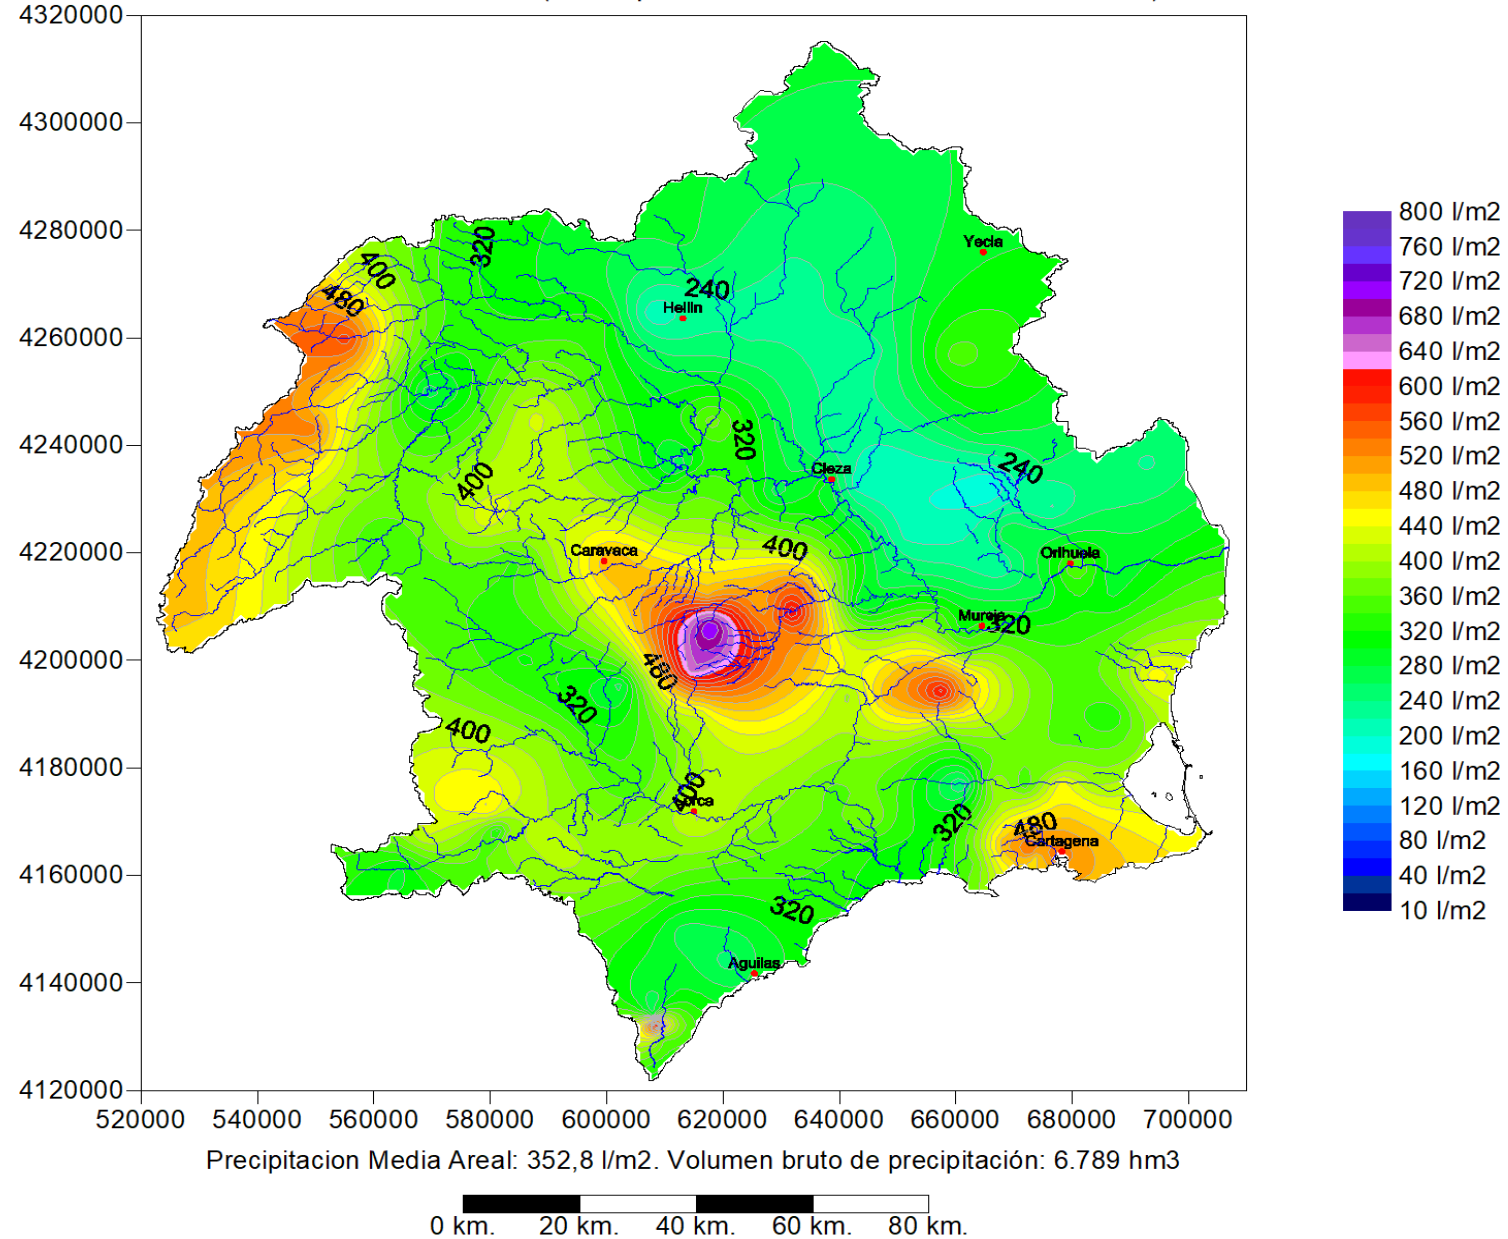 4320000
4300000
4280000
4260000
4240000
4220000
4200000
4180000
4160000
4140000
4120000
520000 540000 560000 580000 600000 620000 640000 660000 680000 700000
Yecla
320
400
480
240
Hellin
320
Cieza
240
400
Caravaca
400
Orihuela
Murcia
320
480
320
400
400
Lorca
320
480
Cartagena
320
Aguilas
800 l/m2
760 l/m2
720 l/m2
680 l/m2
640 l/m2
600 l/m2
560 l/m2
520 l/m2
480 l/m2
440 l/m2
400 l/m2
360 l/m2
320 l/m2
280 l/m2
240 l/m2
200 l/m2
160 l/m2
120 l/m2
80 l/m2
40 l/m2
10 l/m2
Precipitacion Media Areal: 352,8 l/m2. Volumen bruto de precipitación: 6.789 hm3
0 km. 20 km. 40 km. 60 km. 80 km.